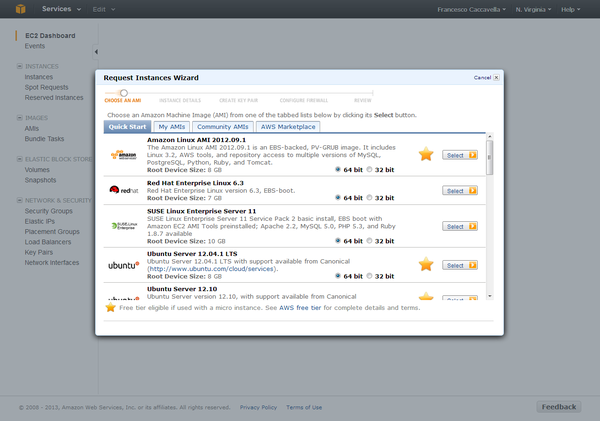 Services Edit Francesco Caccavella N. Virginia Help
EC2 Dashboard
Events
INSTANCES
Instances
Spot Requests
Reserved Instances
IMAGES
AMIs
Bundle Tasks
ELASTIC BLOCK STORE
Volumes
Snapshots
NETWORK & SECURITY
Security Groups
Elastic IPs
Placement Groups
Load Balancers
Key Pairs
Network Interfaces
Request Instances Wizard Cancel
CHOOSE AN AMI INSTANCE DETAILS CREATE KEY PAIR CONFIGURE FIREWALL REVIEW
Choose an Amazon Machine Image (AMI) from one of the tabbed lists below by clicking its Select button.
Quick Start My AMIs Community AMIs AWS Marketplace
amazon
Amazon Linux AMI 2012.09.1
The Amazon Linux AMI 2012.09.1 is an EBS-backed, PV-GRUB image. It includes
Linux 3.2, AWS tools, and repository access to multiple versions of MySQL,
PostgreSQL, Python, Ruby, and Tomcat.
Root Device Size: 8 GB 64 bit 32 bit
Select
redhat
Red Hat Enterprise Linux 6.3
Red Hat Enterprise Linux version 6.3, EBS-boot.
Root Device Size: 7 GB 64 bit 32 bit
Select
SUSE Linux
Enterprise
SUSE Linux Enterprise Server 11
SUSE Linux Enterprise Server 11 Service Pack 2 basic install, EBS boot with
Amazon EC2 AMI Tools preinstalled; Apache 2.2, MySQL 5.0, PHP 5.3, and Ruby
1.8.7 available
Root Device Size: 10 GB 64 bit 32 bit
Select
ubuntu
Ubuntu Server 12.04.1 LTS
Ubuntu Server 12.04.1 LTS with support available from Canonical
(http://www.ubuntu.com/cloud/services).
Root Device Size: 8 GB 64 bit 32 bit
Select
ubuntu
Ubuntu Server 12.10
Ubuntu Server version 12.10, with support available from Canonical
Select
Free tier eligible if used with a micro instance. See AWS free tier for complete details and terms.
© 2008 - 2012, Amazon Web Services, Inc. or its affiliates. All rights reserved. Privacy Policy Terms of Use Feedback